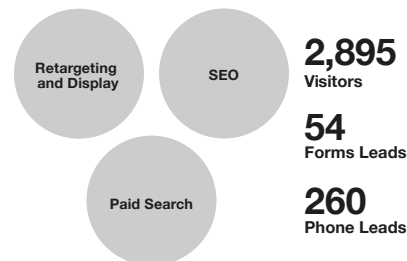 Retargeting
and Display
SEO
Paid Search
2,895
Visitors
54
Forms Leads
260
Phone Leads